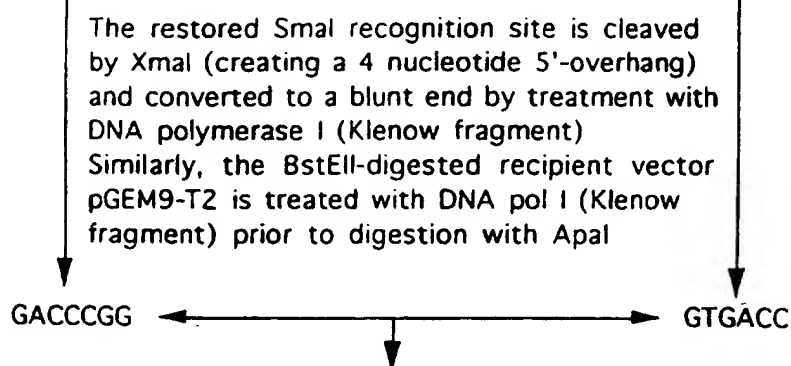 The restored SmaI recognition site is cleaved
by XmaI (creating a 4 nucleotide 5'-overhang)
and converted to a blunt end by treatment with
DNA polymerase I (Klenow fragment)
Similarly, the BstEII-digested recipient vector
pGEM9-T2 is treated with DNA pol I (Klenow
fragment) prior to digestion with ApaI
GACCCGG GTGACC